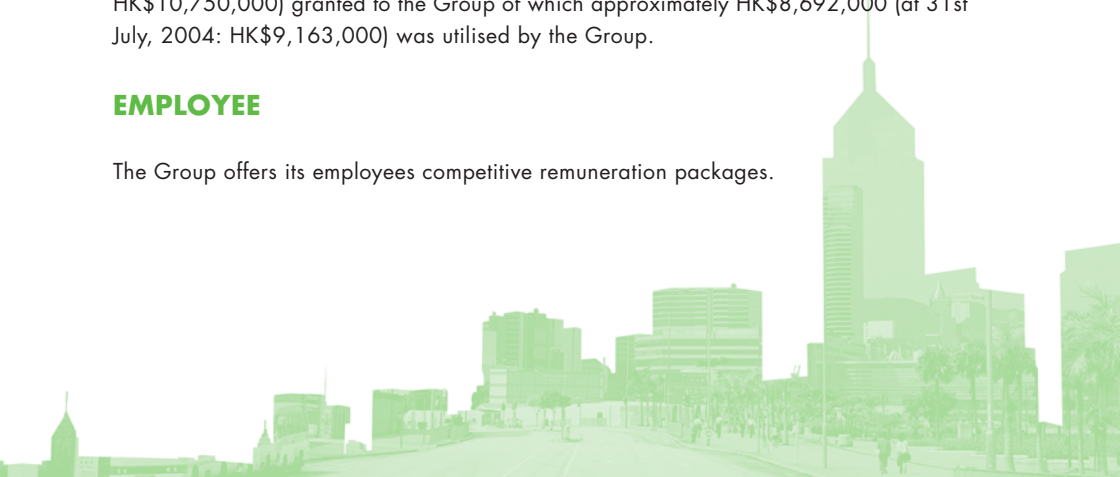 HK$10,750,000) granted to the Group of which approximately HK$8,692,000 (at 31st
July, 2004: HK$9,163,000) was utilised by the Group.
EMPLOYEE
The Group offers its employees competitive remuneration packages.